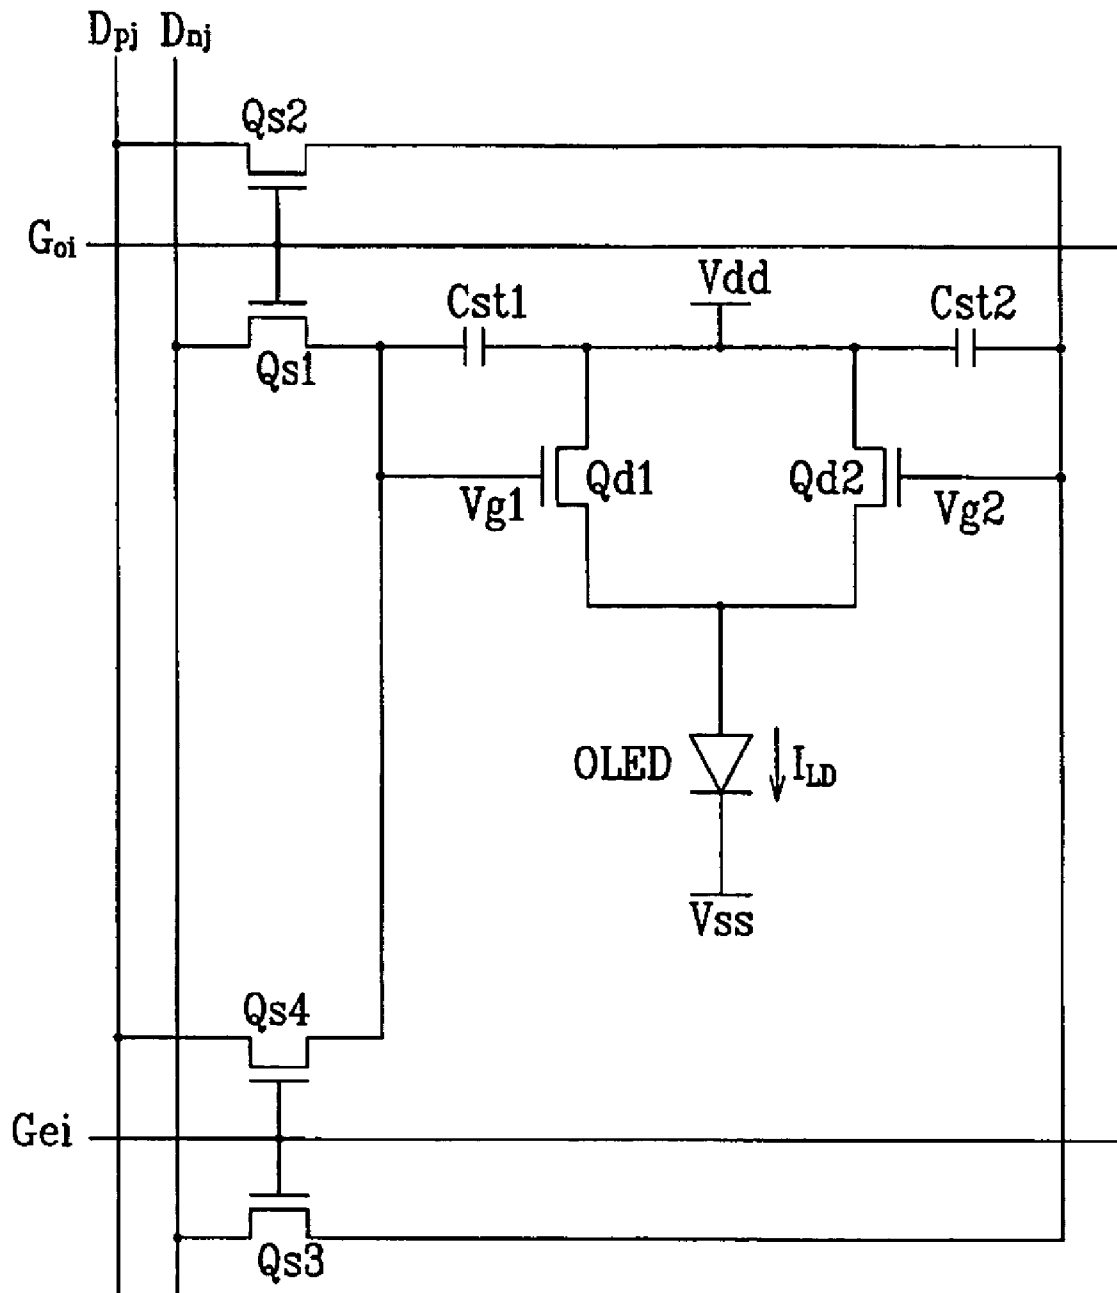 Dpj Dnj
Qs2
Goi
Vdd
Cst1
Cst2
Qs1
Qd1
Qd2
Vg1
Vg2
OLED
ILD
Vss
Qs4
Gei
Qs3